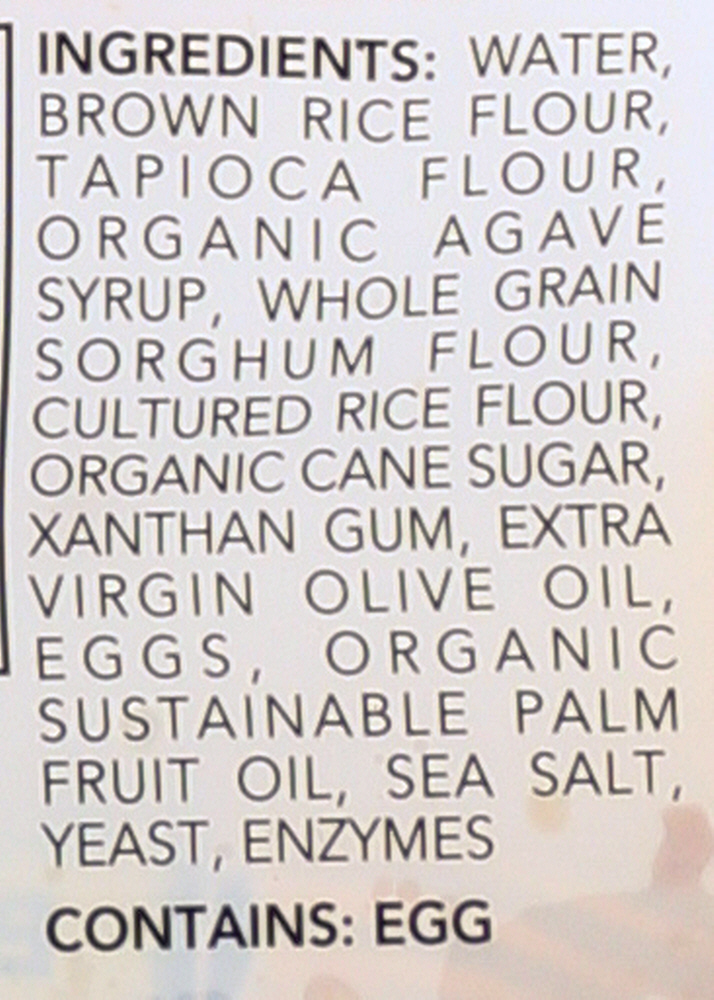 INGREDIENTS: WATER,
BROWN RICE FLOUR,
TAPIOCA FLOUR,
ORGANIC AGAVE
SYRUP, WHOLE GRAIN
SORGHUM FLOUR,
CULTURED RICE FLOUR,
ORGANIC CANE SUGAR,
XANTHAN GUM, EXTRA
VIRGIN OLIVE OIL,
EGGS, ORGANIC
SUSTAINABLE PALM
FRUIT OIL, SEA SALT,
YEAST, ENZYMES
CONTAINS: EGG